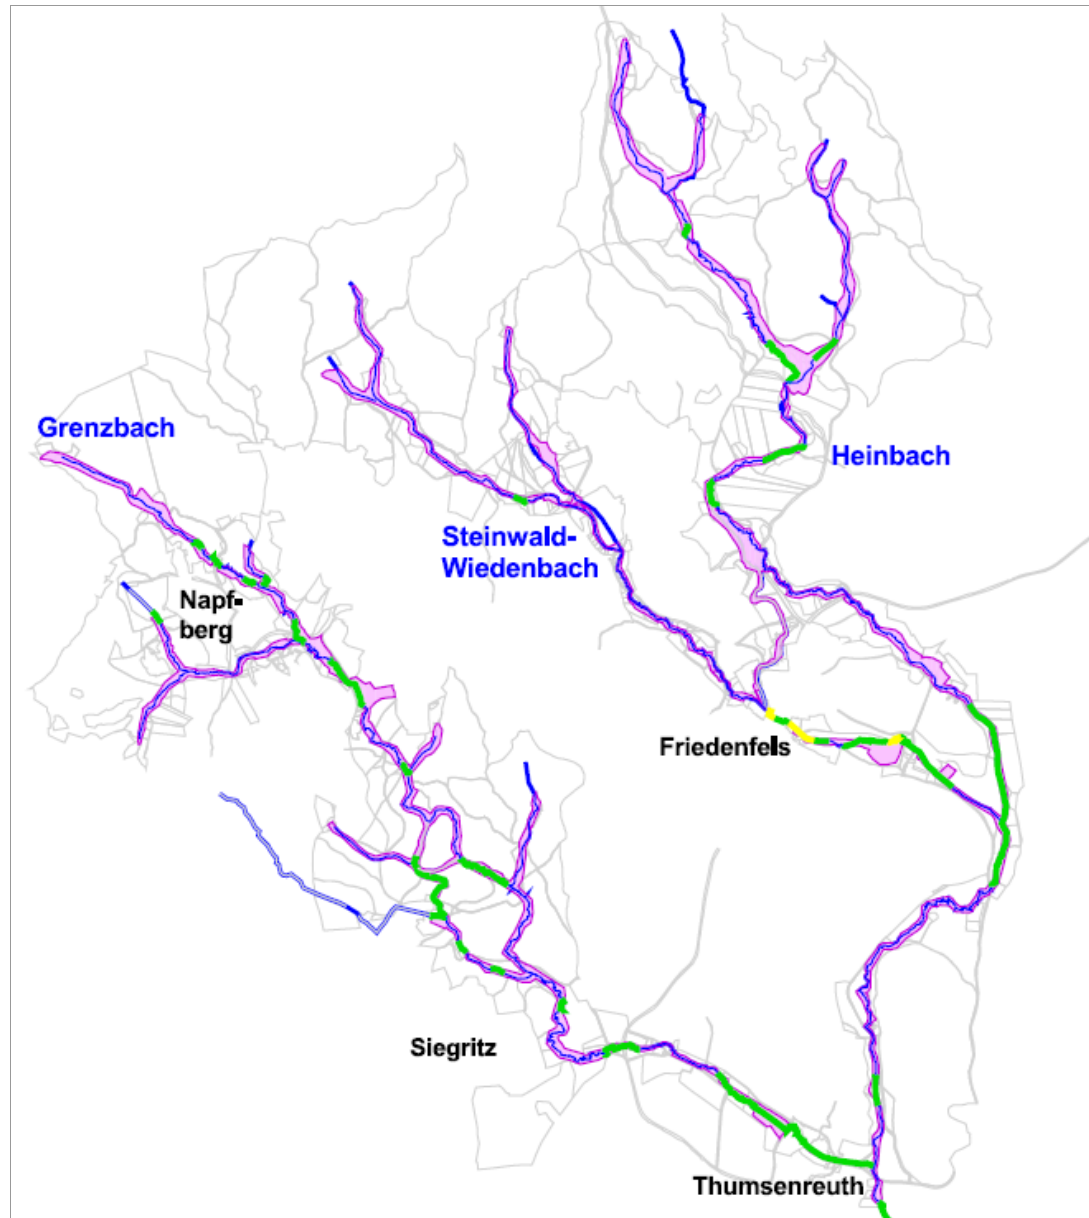 Grenzbach
Heinbach
Steinwald-
Wiedenbach
Napf-
berg
Friedenfels
Siegritz
Thumsenreuth